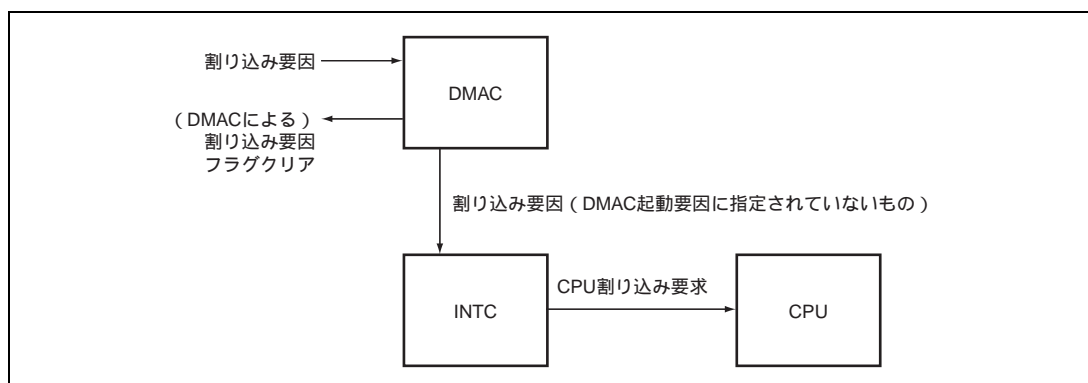 割り込み要因
DMAC
(DMACによる)
割り込み要因
フラグクリア
割り込み要因(DMAC起動要因に指定されていないもの)
INTC
CPU割り込み要求
CPU